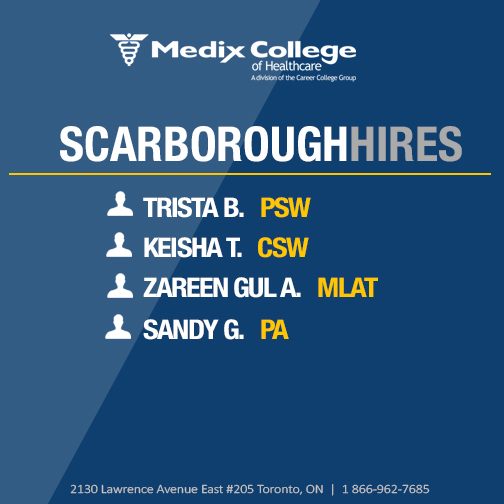 Medix College
of Healthcare
A division of the Career College Group
SCARBOROUGHHIRES
TRISTA B. PSW
KEISHA T. CSW
ZAREEN GUL A. MLAT
SANDY G. PA
2130 Lawrence Avenue East #205 Toronto, ON | 1 866-962-7685